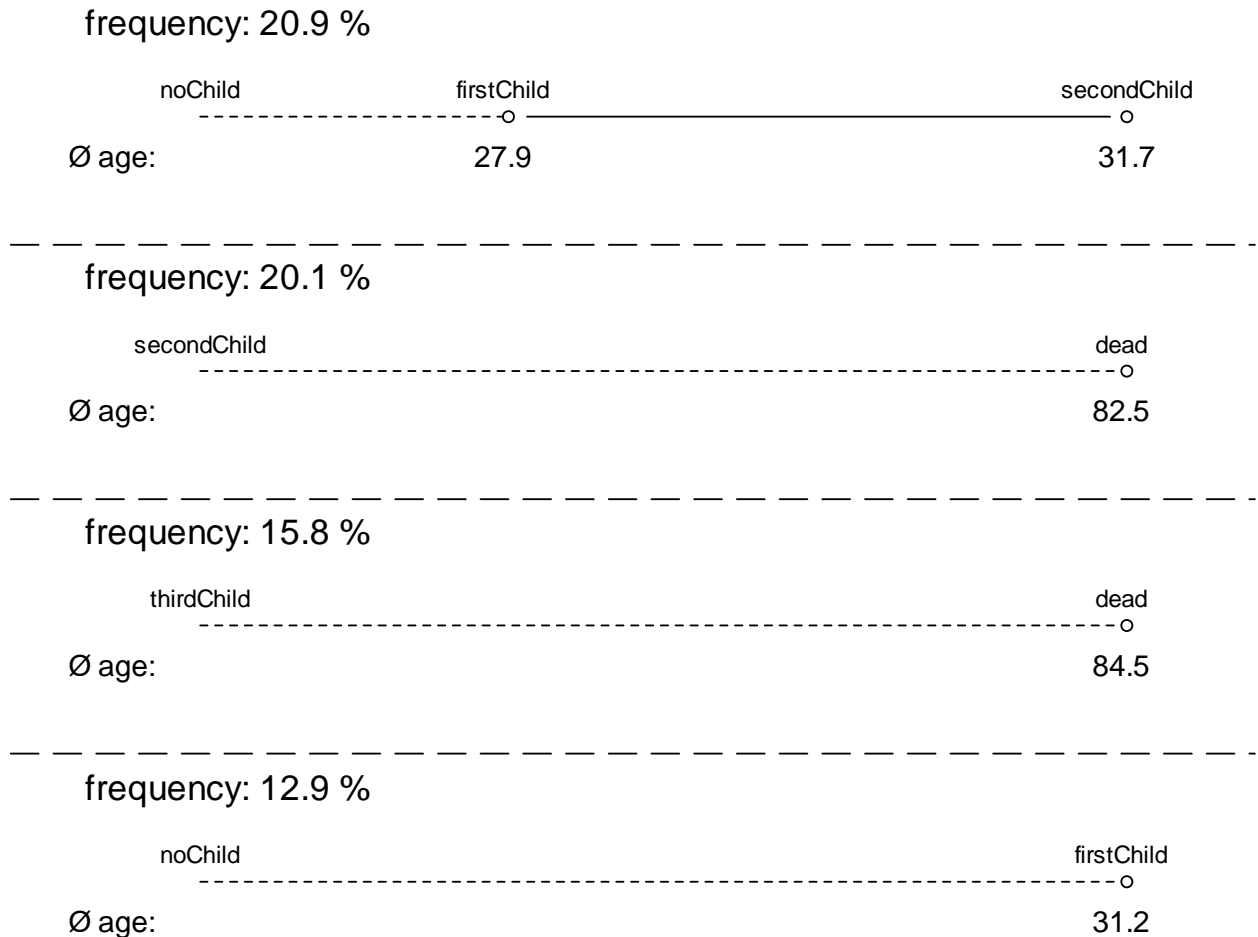 frequency: 20.9 %
noChild firstChild secondChild
Ø age: 27.9 31.7
frequency: 20.1 %
secondChild dead
Ø age: 82.5
frequency: 15.8 %
thirdChild dead
Ø age: 84.5
frequency: 12.9 %
noChild firstChild
Ø age: 31.2